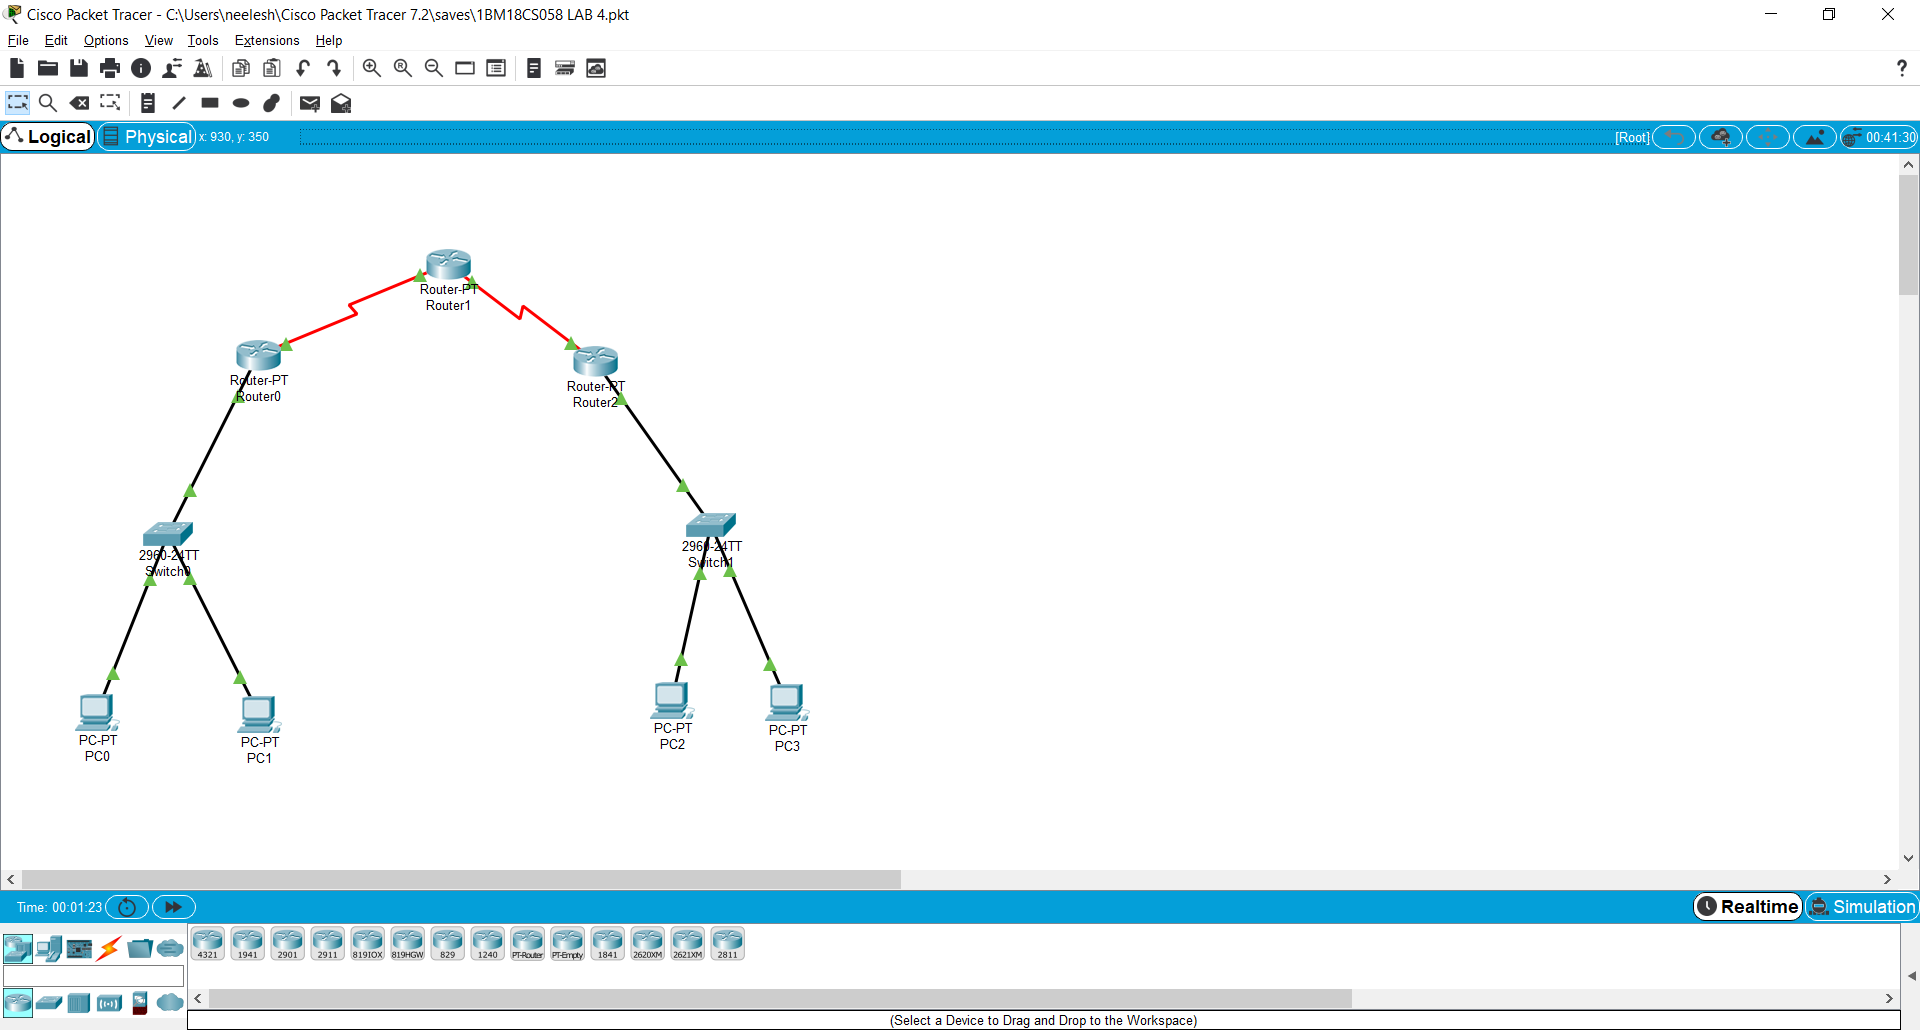 Cisco Packet Tracer - C:\Users\neelesh\Cisco Packet Tracer 7.2\saves\1BM18CS058 LAB 4.pkt
File Edit Options View Tools Extensions Help
?
Logical Physical x: 930, y: 350 [Root] 00:41:30
Router-PT
Router1
Router-PT
Router0
Router-PT
Router2
2960-24TT
Switch0
2960-24TT
Switch1
PC-PT
PC0
PC-PT
PC1
PC-PT
PC2
PC-PT
PC3
Time: 00:01:23 Realtime Simulation
4321 1941 2901 2911 819IOX 819HGW 829 1240 PT-Router PT-Empty 1841 2620XM 2621XM 2811
(Select a Device to Drag and Drop to the Workspace)